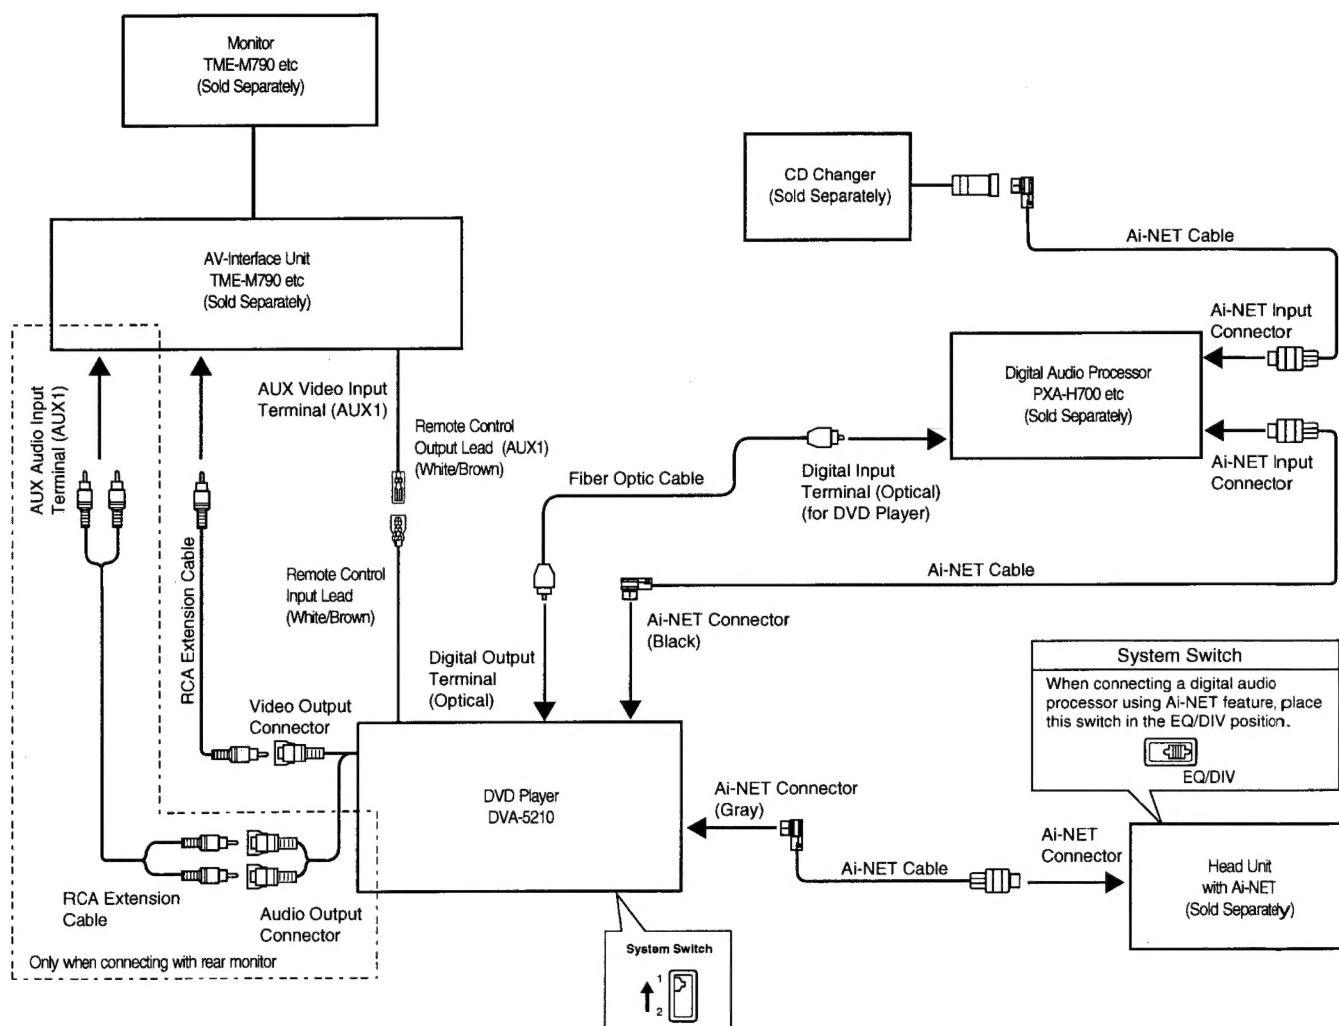 Monitor
TME-M790 etc
(Sold Separately)
CD Changer
(Sold Separately)
Ai-NET Cable
AV-Interface Unit
TME-M790 etc
(Sold Separately)
Ai-NET Input
Connector
Digital Audio Processor
PXA-H700 etc
(Sold Separately)
AUX Audio Input
Terminal (AUX1)
AUX Video Input
Terminal (AUX1)
Remote Control
Output Lead (AUX1)
(White/Brown)
Ai-NET Input
Connector
Fiber Optic Cable
Digital Input
Terminal (Optical)
(for DVD Player)
RCA Extension Cable
Remote Control
Input Lead
(White/Brown)
Ai-NET Cable
Ai-NET Connector
(Black)
Digital Output
Terminal
(Optical)
System Switch
When connecting a digital audio
processor using Ai-NET feature, place
this switch in the EQ/DIV position.
EQ/DIV
Video Output
Connector
DVD Player
DVA-5210
Ai-NET Connector
(Gray)
Ai-NET Cable
Ai-NET
Connector
Head Unit
with Ai-NET
(Sold Separately)
RCA Extension
Cable
Audio Output
Connector
Only when connecting with rear monitor
System Switch
1
2